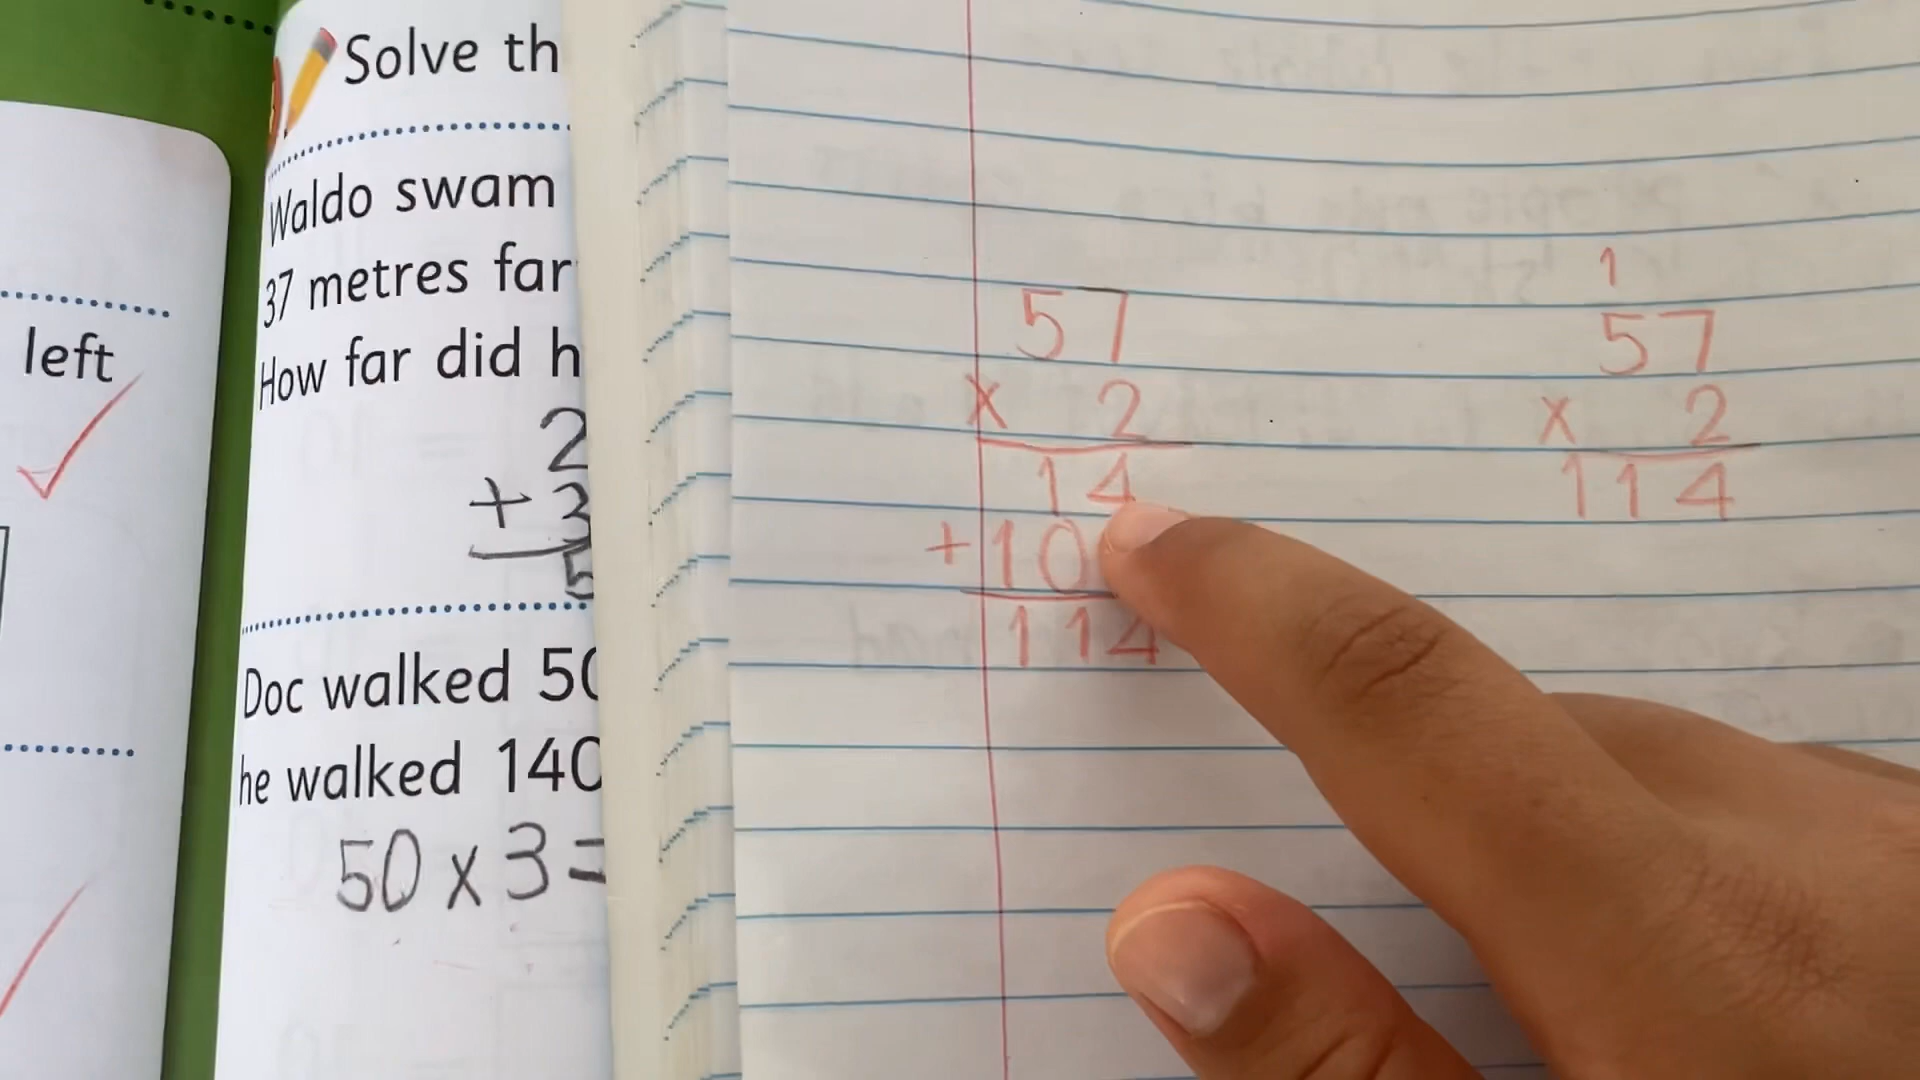 left
Solve th
Waldo swam
37 metres far
How far did h
2
+ 3
5
Doc walked 50
he walked 140
50 x 3 =
57
x 2
14
+ 10
114
1
57
x 2
114